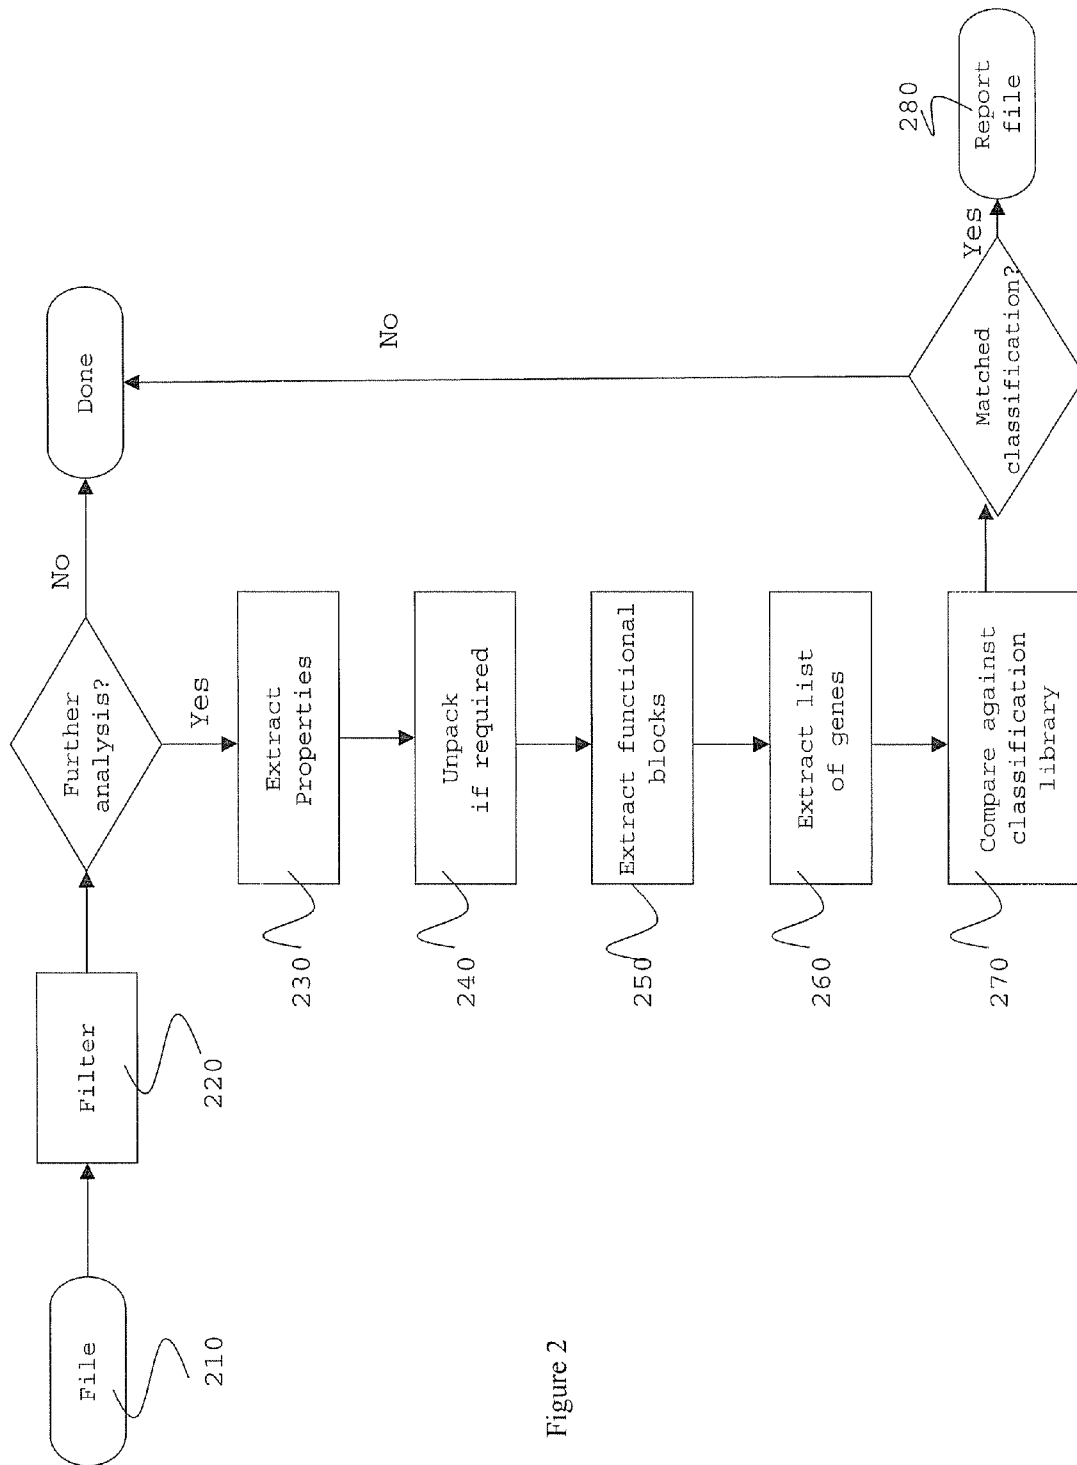 File
210
Filter
220
Further
analysis?
No
Done
Yes
Extract
Properties
230
Unpack
if required
240
Extract functional
blocks
250
Extract list
of genes
260
Compare against
classification
library
270
Matched
classification?
No
Yes
Report
file
280
Figure 2